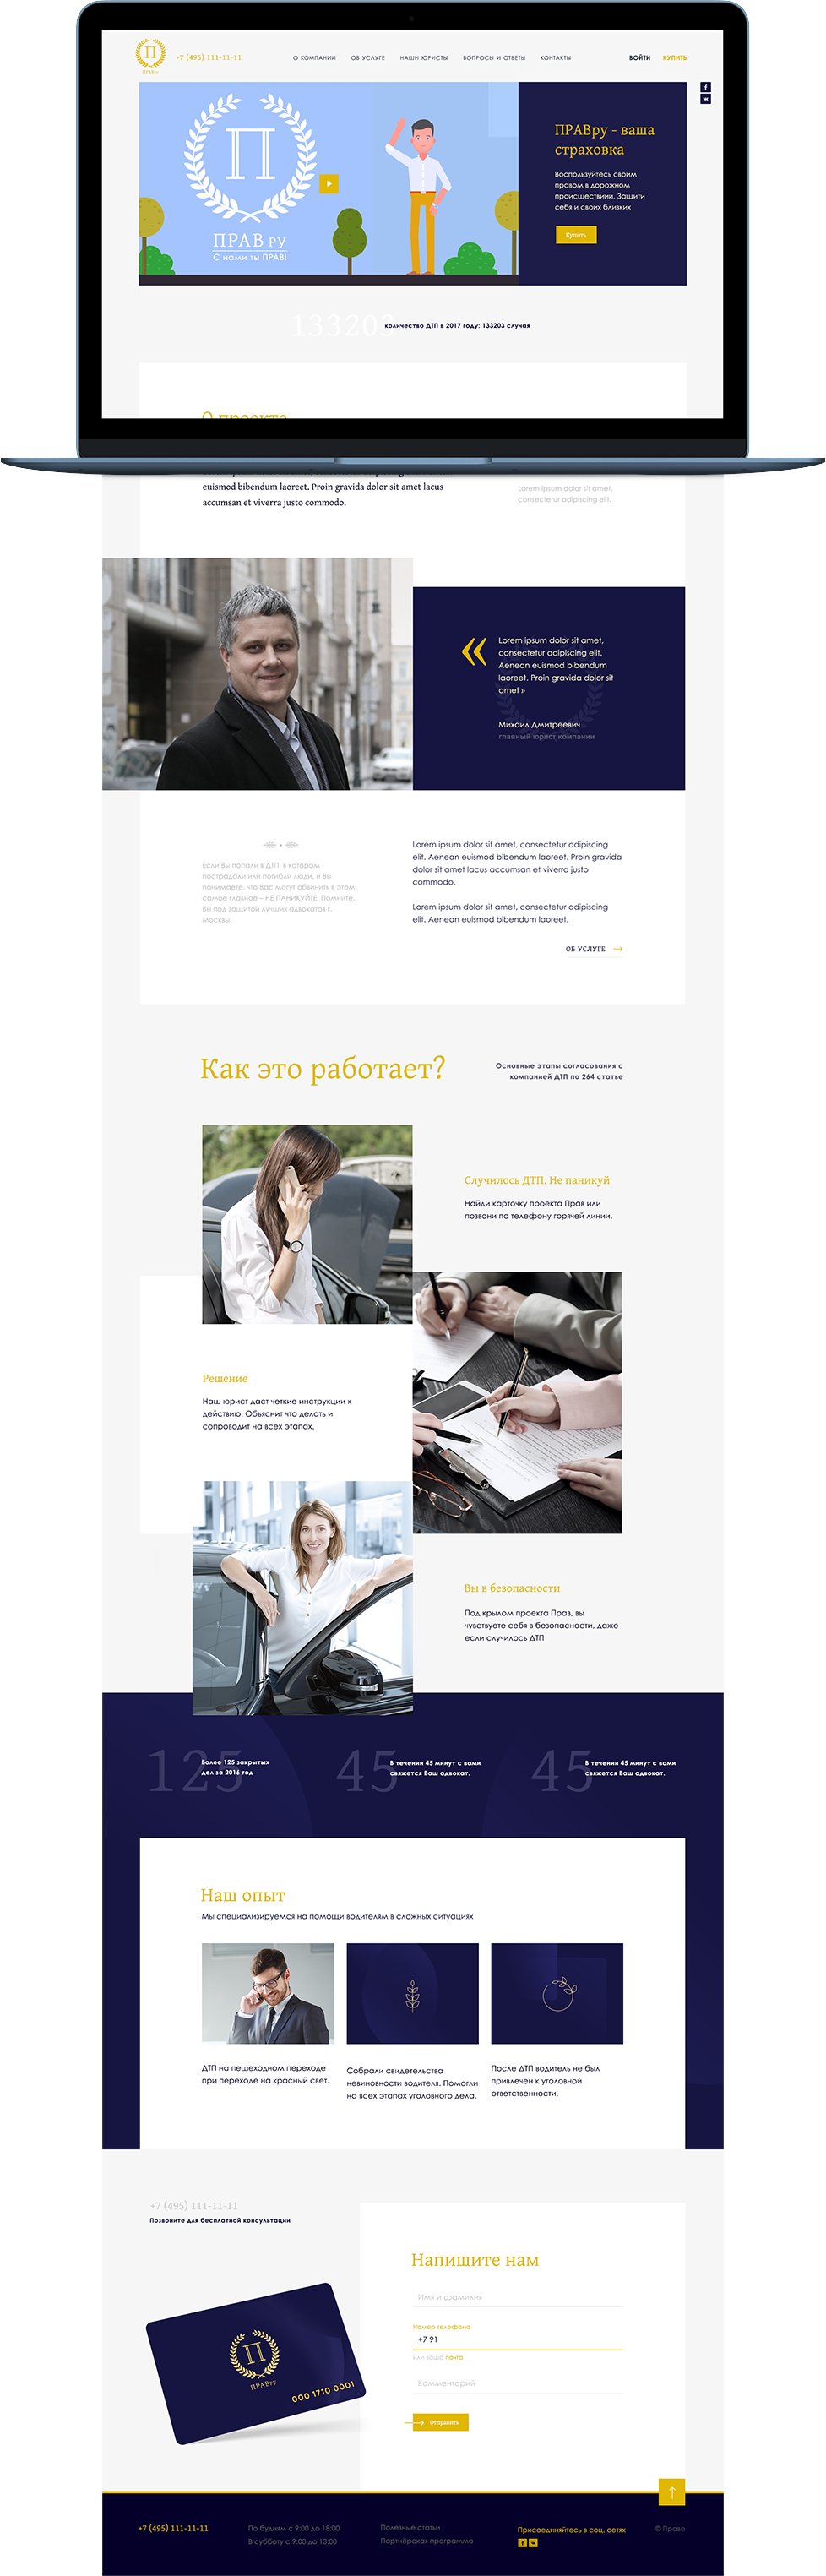 П
ПРАВру
+7 (495) 111-11-11
О КОМПАНИИ
ОБ УСЛУГЕ
НАШИ ЮРИСТЫ
ВОПРОСЫ И ОТВЕТЫ
КОНТАКТЫ
ВОЙТИ
КУПИТЬ
П
ПРАВ РУ
С нами ты ПРАВ!
ПРАВру - ваша
страховка
Воспользуйтесь своим
правом в дорожном
происшествиии. Защити
себя и своих близких
Купить
133203
количество ДТП в 2017 году: 133203 случая
О проекте
euismod bibendum laoreet. Proin gravida dolor sit amet lacus
accumsan et viverra justo commodo.
Lorem ipsum dolor sit amet,
consectetur adipiscing elit.
«
Lorem ipsum dolor sit amet,
consectetur adipiscing elit.
Aenean euismod bibendum
laoreet. Proin gravida dolor sit
amet »
Михаил Дмитреевич
главный юрист компании
Если Вы попали в ДТП, в котором
пострадали или погибли люди, и Вы
понимаете, что Вас могут обвинить в этом,
самое главное – НЕ ПАНИКУЙТЕ. Помните,
Вы под защитой лучших адвокатов г.
Москвы!
Lorem ipsum dolor sit amet, consectetur adipiscing
elit. Aenean euismod bibendum laoreet. Proin gravida
dolor sit amet lacus accumsan et viverra justo
commodo.
Lorem ipsum dolor sit amet, consectetur adipiscing
elit. Aenean euismod bibendum laoreet.
ОБ УСЛУГЕ
Как это работает?
Основные этапы согласования с
компанией ДТП по 264 статье
Случилось ДТП. Не паникуй
Найди карточку проекта Прав или
позвони по телефону горячей линии.
Решение
Наш юрист даст четкие инструкции к
действию. Объяснит что делать и
сопроводит на всех этапах.
Вы в безопасности
Под крылом проекта Прав, вы
чувствуете себя в безопасности, даже
если случилось ДТП
125
Более 125 закрытых
дел за 2016 год
45
В течении 45 минут с вами
свяжется Ваш адвокат.
45
В течении 45 минут с вами
свяжется Ваш адвокат.
Наш опыт
Мы специализируемся на помощи водителям в сложных ситуациях
ДТП на пешеходном переходе
при переходе на красный свет.
Собрали свидетельства
невиновности водителя. Помогли
на всех этапах уголовного дела.
После ДТП водитель не был
привлечен к уголовной
ответственности.
+7 (495) 111-11-11
Позвоните для бесплатной консультации
П
ПРАВру
000 1710 0001
Напишите нам
Имя и фамилия
Номер телефона
+7 91
или ваша почта
Комментарий
Отправить
+7 (495) 111-11-11
По будням с 9:00 до 18:00
В субботу с 9:00 до 13:00
Полезные статьи
Партнёрская программа
Присоединяйтесь в соц. сетях
© Право